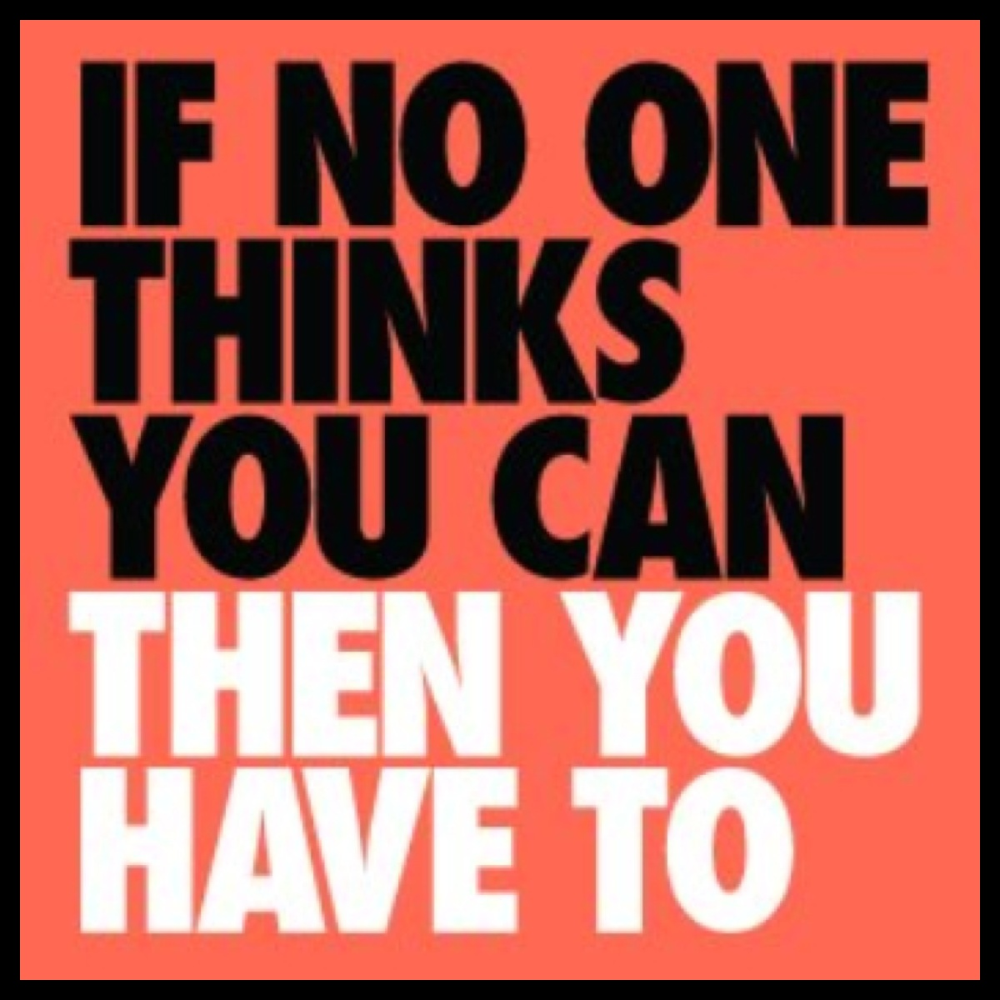 IF NO ONE
THINKS
YOU CAN
THEN YOU
HAVE TO